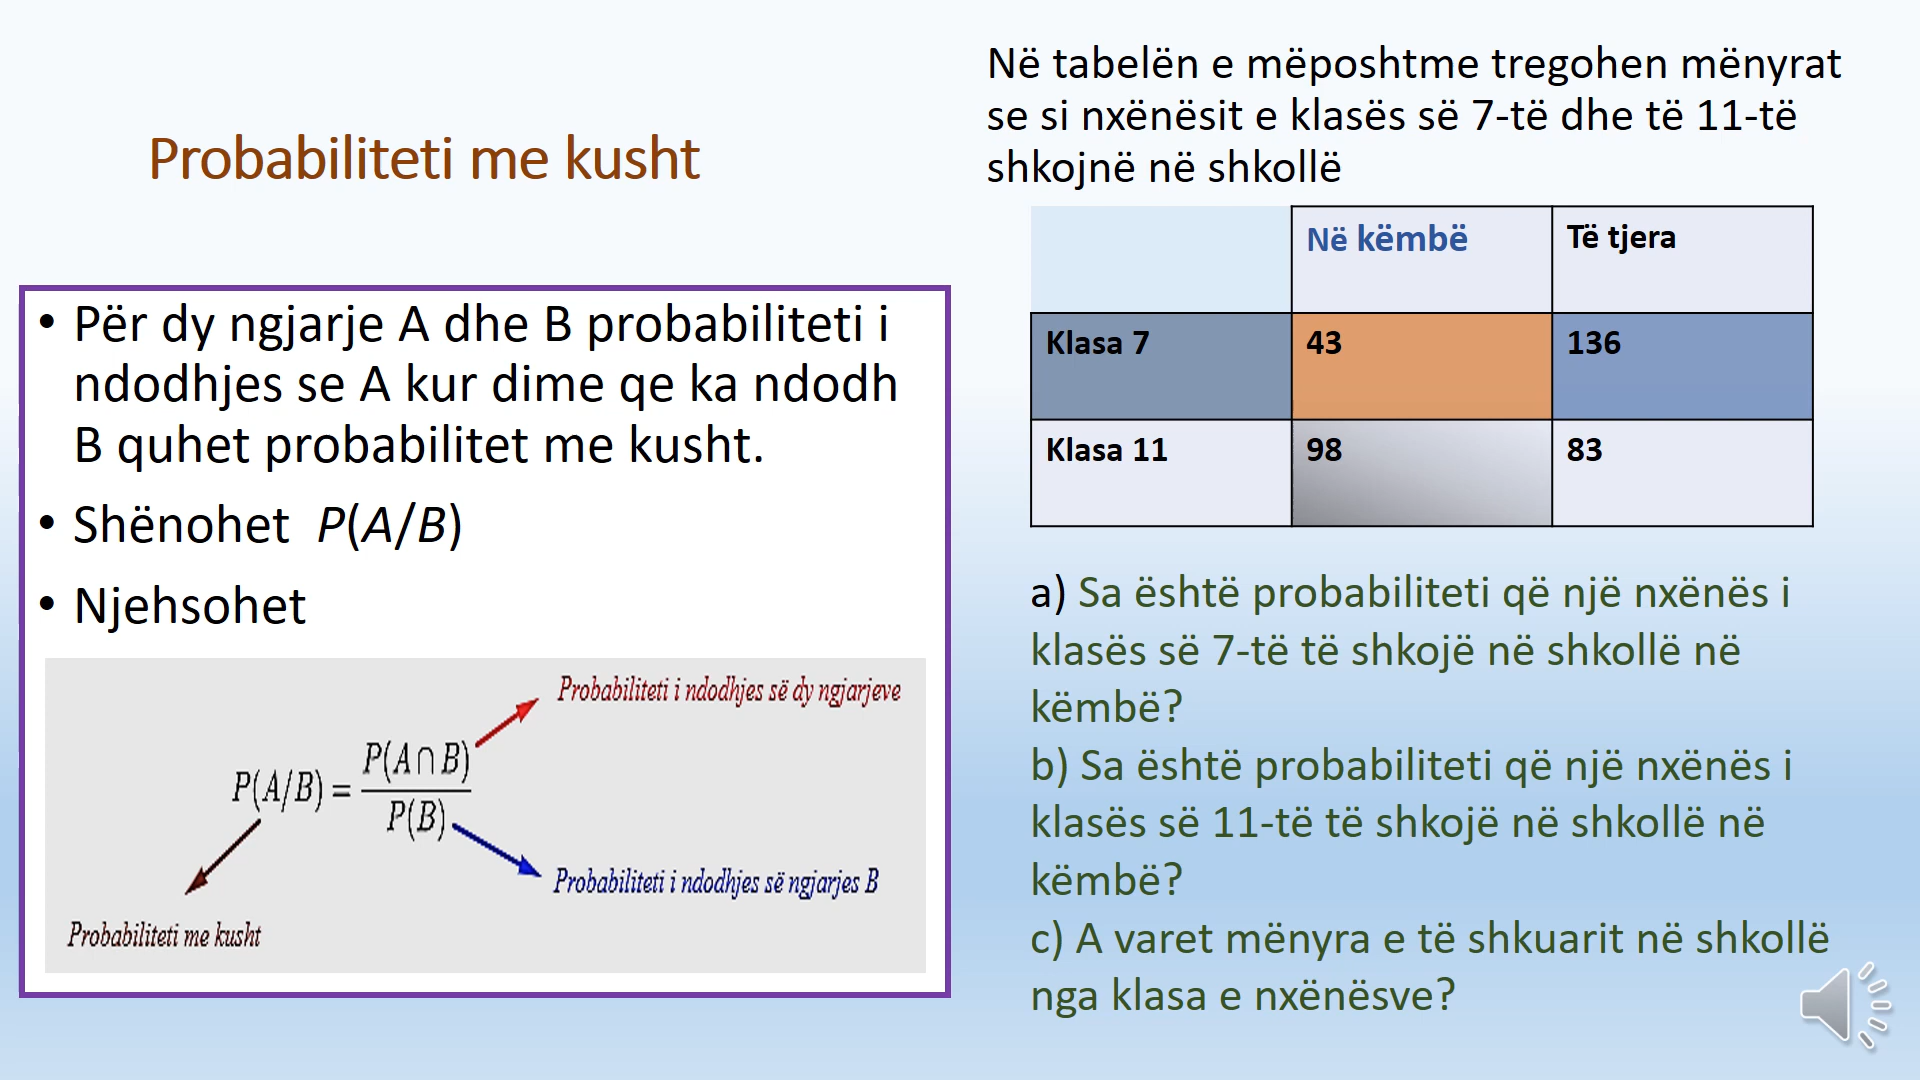 Probabiliteti me kusht
• Për dy ngjarje A dhe B probabiliteti i
ndodhjes se A kur dime qe ka ndodh
B quhet probabilitet me kusht.
• Shënohet P(A/B)
• Njehsohet
Probabiliteti i ndodhjes së dy ngjarjeve
P(A/B) = P(A∩B)
P(B)
Probabiliteti i ndodhjes së ngjarjes B
Probabiliteti me kusht
Në tabelën e mëposhtme tregohen mënyrat
se si nxënësit e klasës së 7-të dhe të 11-të
shkojnë në shkollë
Në këmbë Të tjera
Klasa 7 43 136
Klasa 11 98 83
a) Sa është probabiliteti që një nxënës i
klasës së 7-të të shkojë në shkollë në
këmbë?
b) Sa është probabiliteti që një nxënës i
klasës së 11-të të shkojë në shkollë në
këmbë?
c) A varet mënyra e të shkuarit në shkollë
nga klasa e nxënësve?